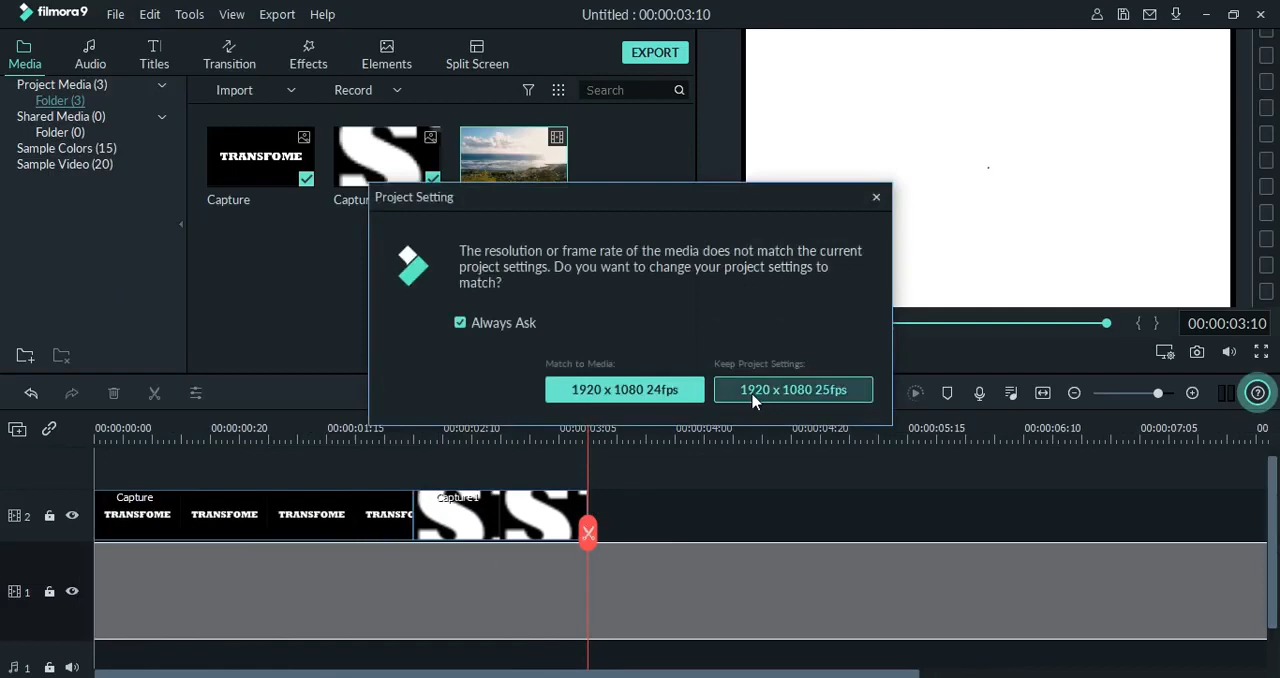 filmora9 File Edit Tools View Export Help Untitled : 00:00:03:10
Media Audio Titles Transition Effects Elements Split Screen EXPORT
Project Media (3)
Folder (3)
Shared Media (0)
Folder (0)
Sample Colors (15)
Sample Video (20)
Import Record Search
TRANSFOME
S
Capture
Project Setting
The resolution or frame rate of the media does not match the current
project settings. Do you want to change your project settings to
match?
Always Ask
Match to Media: Keep Project Settings:
1920 x 1080 24fps 1920 x 1080 25fps
00:00:03:10
00:00:00:00 00:00:00:20 00:00:01:15 00:00:02:10 00:00:03:05 00:00:04:00 00:00:04:20 00:00:05:15 00:00:06:10 00:00:07:05 00
2 Capture Capture1
TRANSFOME TRANSFOME TRANSFOME TRANSFC S S
1
1